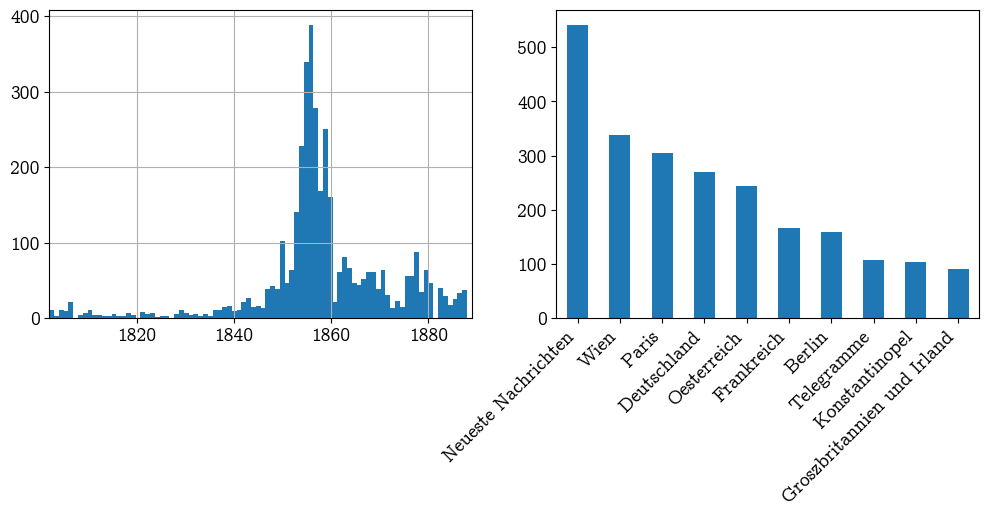 400
300
200
100
0
1820
1840
1860
1880
500
400
300
200
100
0
Neueste Nachrichten
Wien
Paris
Deutschland
Oesterreich
Frankreich
Berlin
Telegramme
Konstantinopel
Groszbritannien und Irland